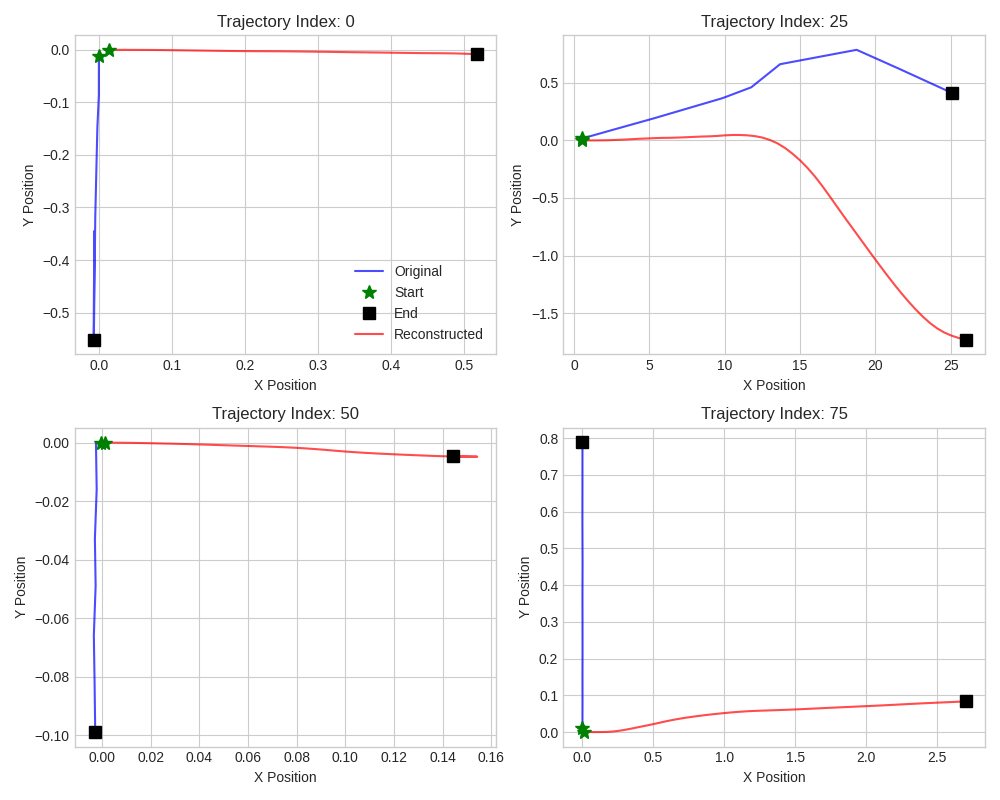 Trajectory Index: 0
0.0
−0.1
−0.2
−0.3
−0.4
−0.5
Y Position
0.0 0.1 0.2 0.3 0.4 0.5
X Position
Original
Start
End
Reconstructed
Trajectory Index: 25
0.5
0.0
−0.5
−1.0
−1.5
Y Position
0 5 10 15 20 25
X Position
Trajectory Index: 50
0.00
−0.02
−0.04
−0.06
−0.08
−0.10
Y Position
0.00 0.02 0.04 0.06 0.08 0.10 0.12 0.14 0.16
X Position
Trajectory Index: 75
0.8
0.7
0.6
0.5
0.4
0.3
0.2
0.1
0.0
Y Position
0.0 0.5 1.0 1.5 2.0 2.5
X Position